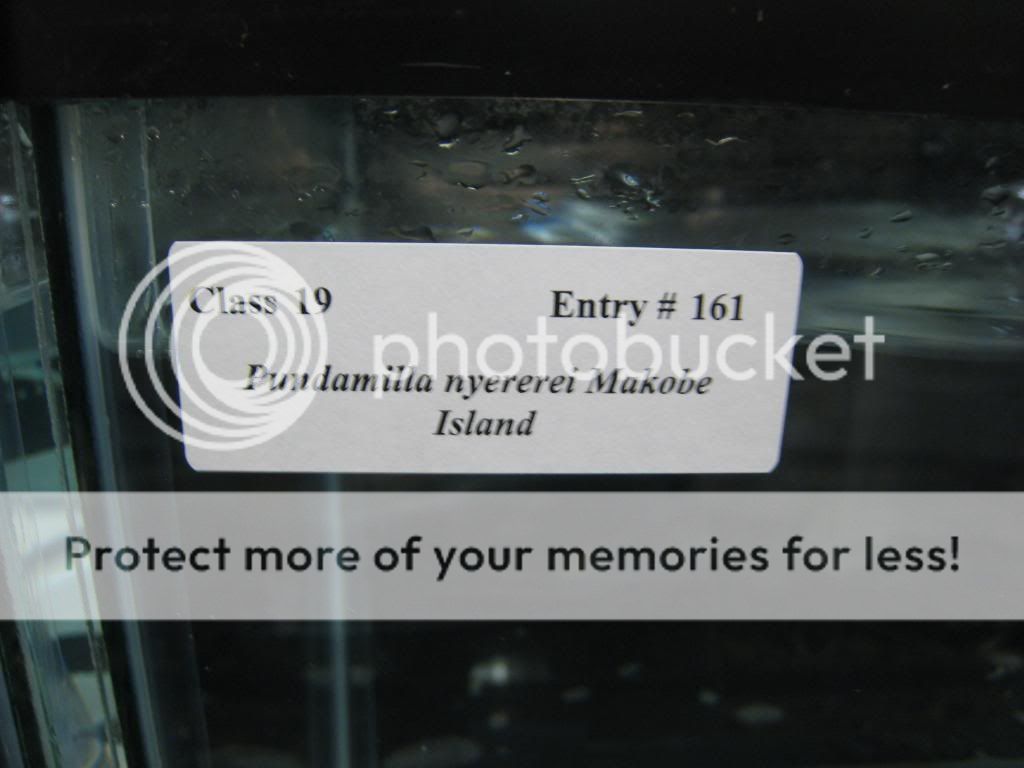 Class 19 Entry # 161
photobucket
Pundamilla nyererei Makobe
Island
Protect more of your memories for less!